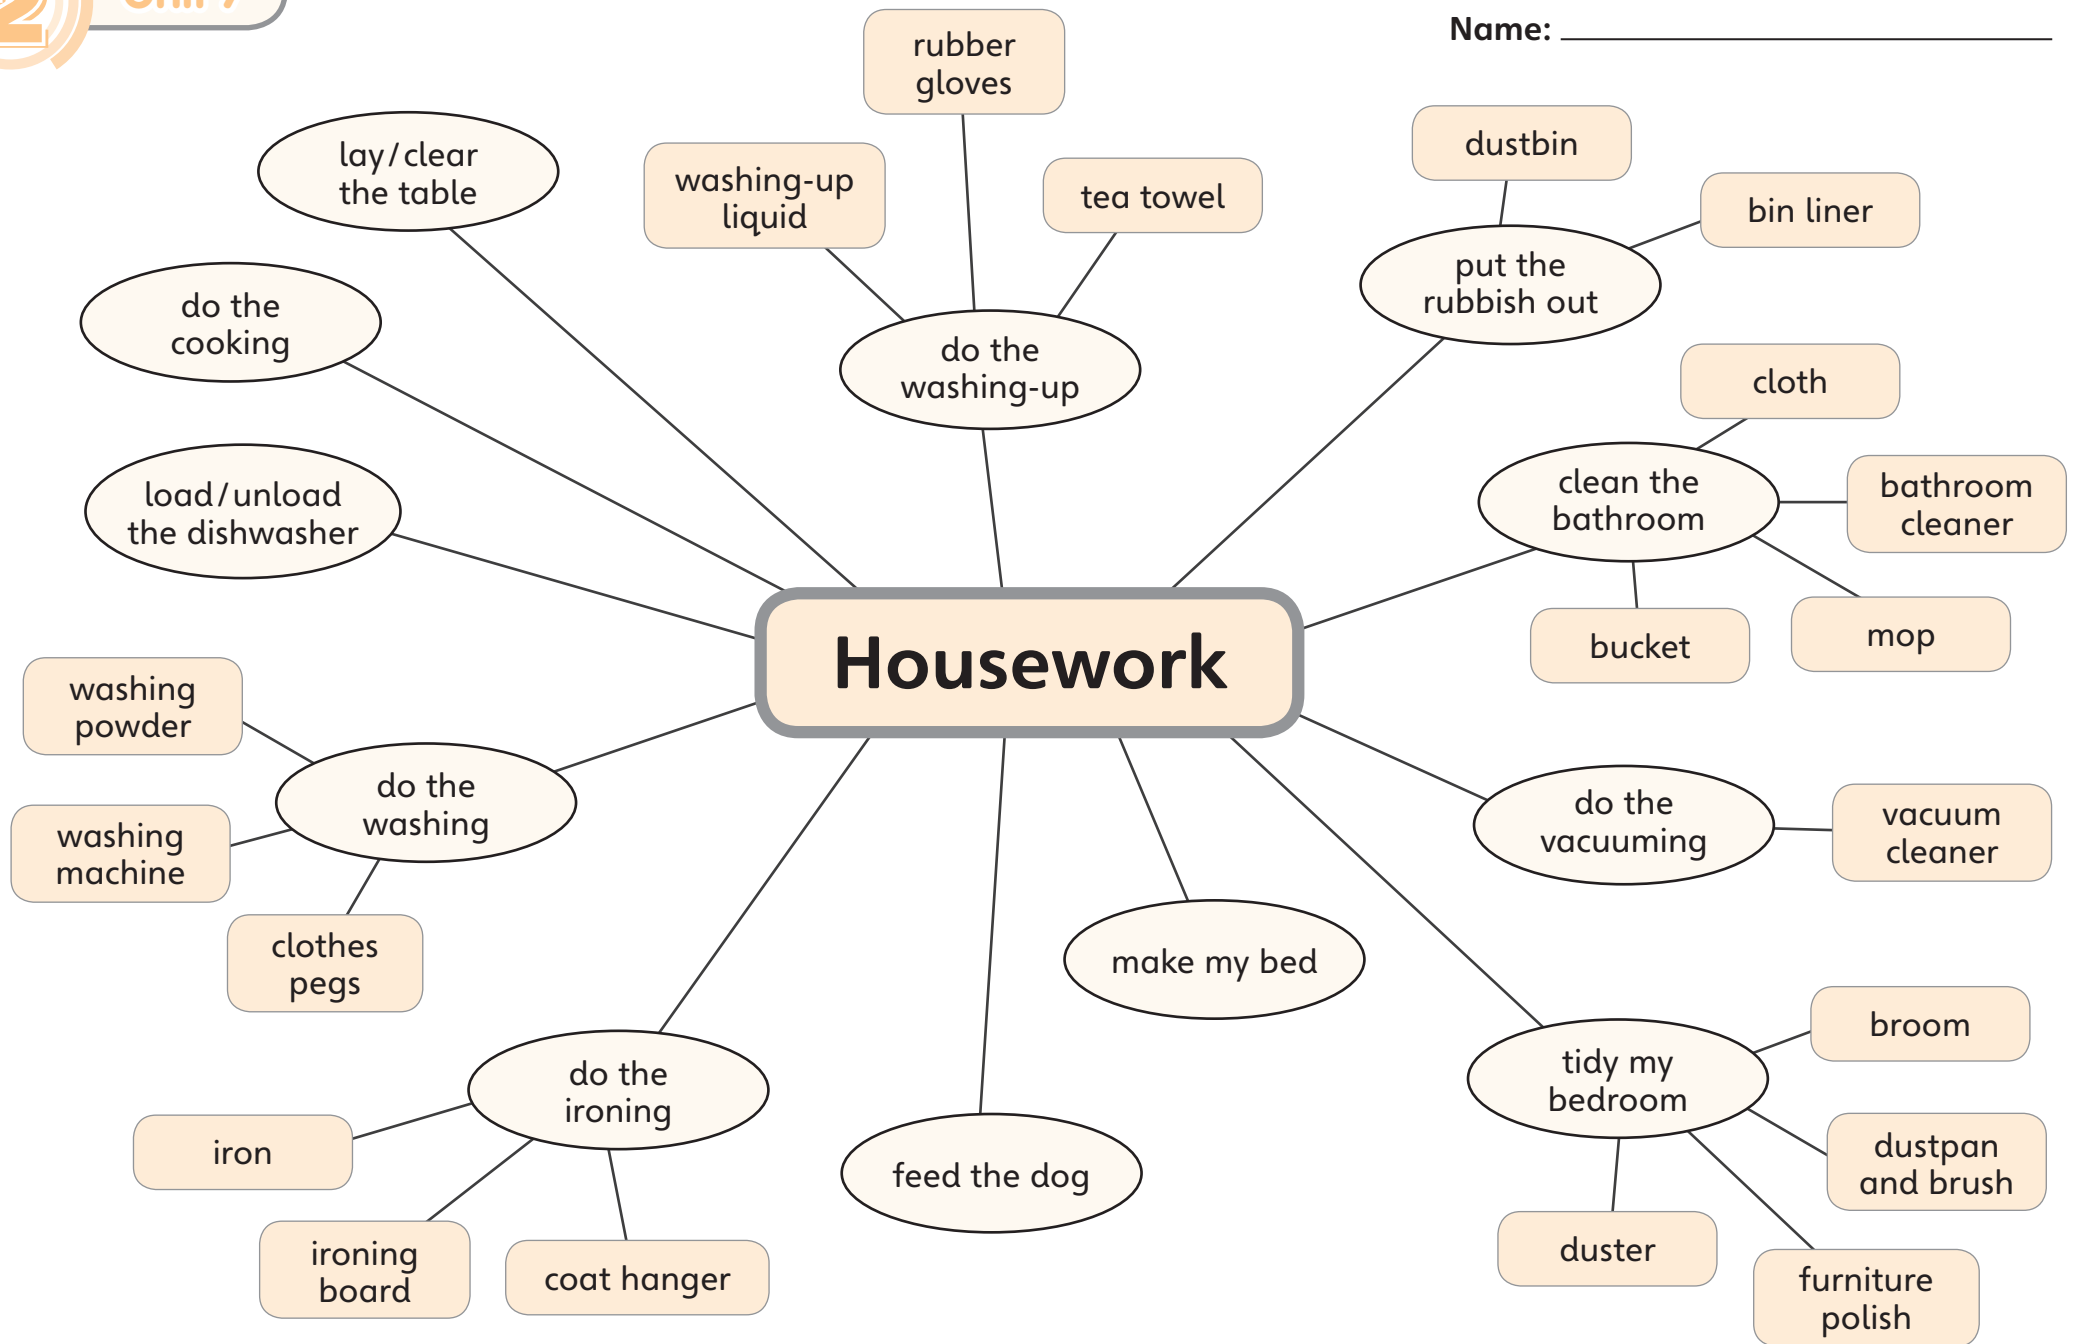 2
Name:
rubber
gloves
lay/clear
the table
washing-up
liquid
tea towel
dustbin
bin liner
do the
cooking
do the
washing-up
put the
rubbish out
cloth
load/unload
the dishwasher
clean the
bathroom
bathroom
cleaner
bucket
mop
Housework
washing
powder
do the
washing
washing
machine
clothes
pegs
do the
vacuuming
vacuum
cleaner
make my bed
do the
ironing
iron
ironing
board
coat hanger
feed the dog
tidy my
bedroom
broom
dustpan
and brush
duster
furniture
polish